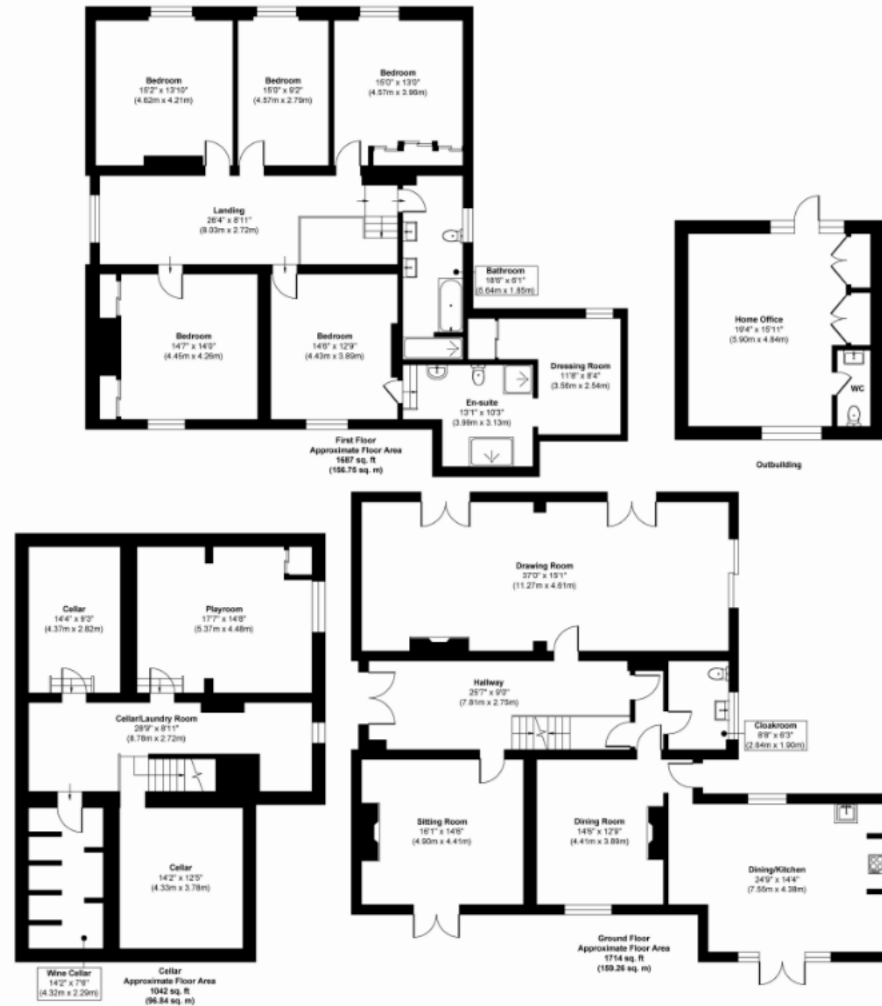 Bedroom
15'2" x 13'10"
(4.62m x 4.21m)
Bedroom
15'0" x 9'2"
(4.57m x 2.79m)
Bedroom
15'0" x 13'0"
(4.57m x 3.96m)
Landing
26'4" x 8'11"
(8.03m x 2.72m)
Bathroom
18'6" x 6'1"
(5.64m x 1.85m)
Bedroom
14'7" x 14'0"
(4.45m x 4.26m)
Bedroom
14'6" x 12'9"
(4.43m x 3.89m)
Dressing Room
11'8" x 8'4"
(3.56m x 2.54m)
En-suite
13'1" x 10'3"
(3.99m x 3.13m)
First Floor
Approximate Floor Area
1687 sq. ft
(156.75 sq. m)
Home Office
19'4" x 15'11"
(5.90m x 4.84m)
WC
Outbuilding
Cellar
14'4" x 9'3"
(4.37m x 2.82m)
Playroom
17'7" x 14'8"
(5.37m x 4.48m)
Cellar/Laundry Room
28'9" x 8'11"
(8.78m x 2.72m)
Cellar
14'2" x 12'5"
(4.33m x 3.78m)
Wine Cellar
14'2" x 7'6"
(4.32m x 2.29m)
Cellar
Approximate Floor Area
1042 sq. ft
(96.84 sq. m)
Drawing Room
37'0" x 15'1"
(11.27m x 4.61m)
Hallway
25'7" x 9'0"
(7.81m x 2.75m)
Cloakroom
(2.64m x 1.90m)
Sitting Room
16'1" x 14'6"
(4.90m x 4.41m)
Dining Room
14'6" x 12'9"
(4.41m x 3.89m)
Dining/Kitchen
24'9" x 14'4"
(7.55m x 4.38m)
Ground Floor
Approximate Floor Area
1714 sq. ft
(159.26 sq. m)